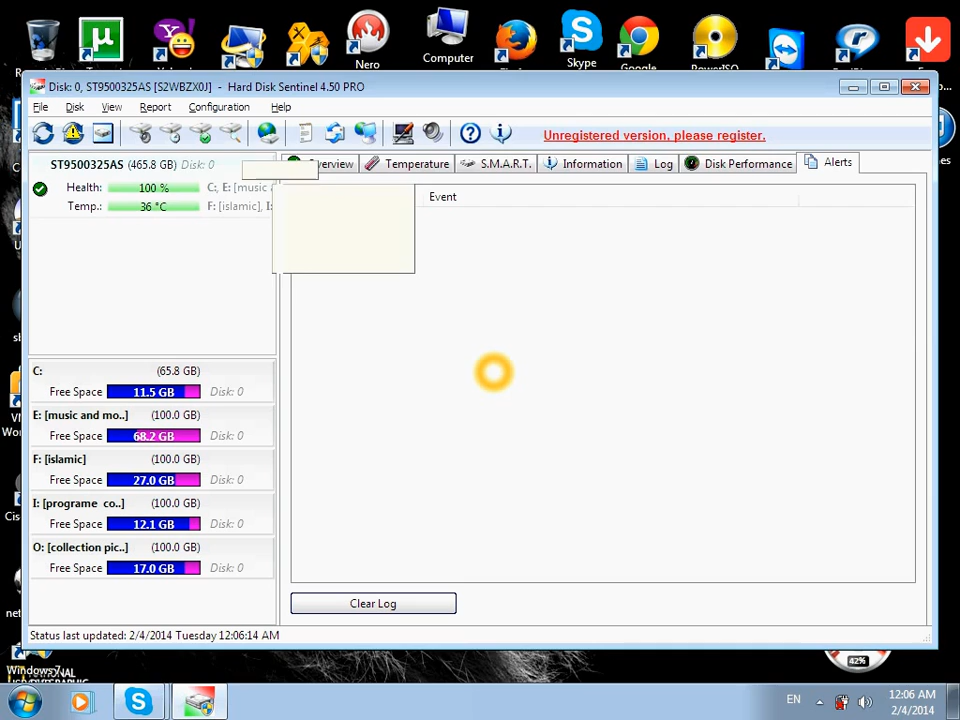 Nero
Computer
Skype
Google
PowerISO
Disk: 0, ST9500325AS [S2WBZX0J] - Hard Disk Sentinel 4.50 PRO
File Disk View Report Configuration Help
Unregistered version, please register.
ST9500325AS (465.8 GB) Disk: 0
Overview Temperature S.M.A.R.T. Information Log Disk Performance Alerts
Health: 100 % C:, E: [music
Temp.: 36 °C F: [islamic], I:
Event
C: (65.8 GB)
Free Space 11.5 GB Disk: 0
E: [music and mo..] (100.0 GB)
Free Space 68.2 GB Disk: 0
F: [islamic] (100.0 GB)
Free Space 27.0 GB Disk: 0
I: [programe co..] (100.0 GB)
Free Space 12.1 GB Disk: 0
O: [collection pic..] (100.0 GB)
Free Space 17.0 GB Disk: 0
Clear Log
Status last updated: 2/4/2014 Tuesday 12:06:14 AM
Windows7
42%
EN
12:06 AM
2/4/2014